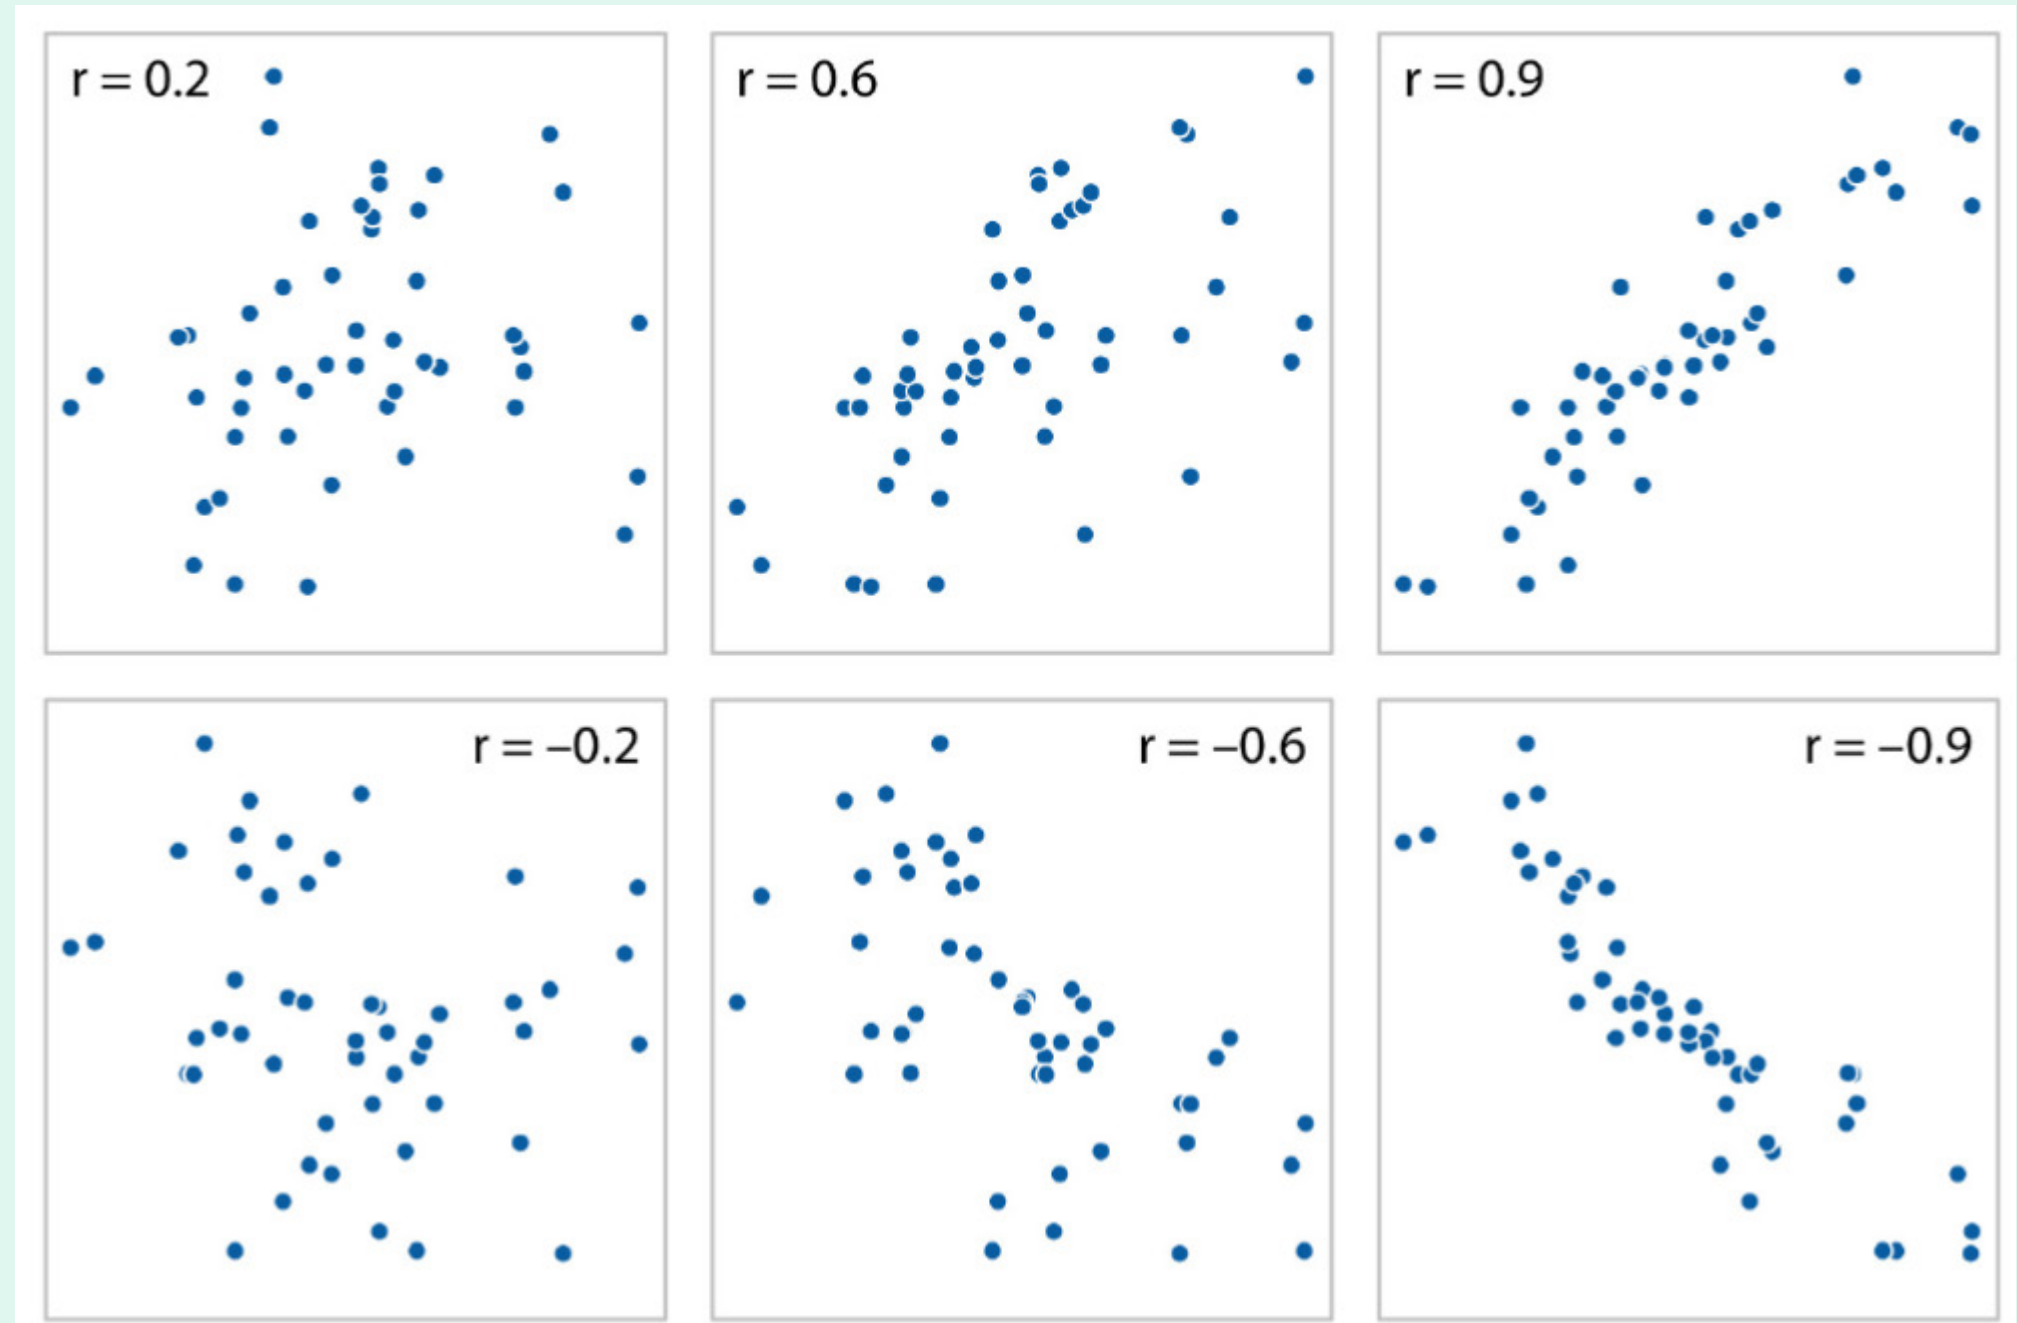 r = 0.2
r = 0.6
r = 0.9
r = –0.2
r = –0.6
r = –0.9